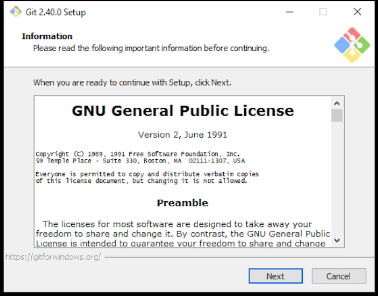 Git 2.40.0 Setup
Information
Please read the following important information before continuing.
When you are ready to continue with Setup, click Next.
GNU General Public License
Version 2, June 1991
Copyright (C) 1989, 1991 Free Software Foundation, Inc.
59 Temple Place - Suite 330, Boston, MA  02111-1307, USA
Everyone is permitted to copy and distribute verbatim copies
of this license document, but changing it is not allowed.
Preamble
The licenses for most software are designed to take away your
freedom to share and change it. By contrast, the GNU General Public
License is intended to guarantee your freedom to share and change
https://gitforwindows.org/
Next
Cancel